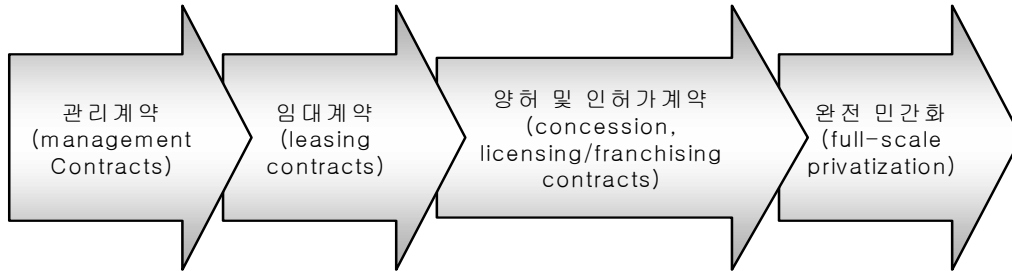 관리계약
(management
Contracts)
임대계약
(leasing
contracts)
양허 및 인허가계약
(concession,
licensing/franchising
contracts)
완전 민간화
(full-scale
privatization)